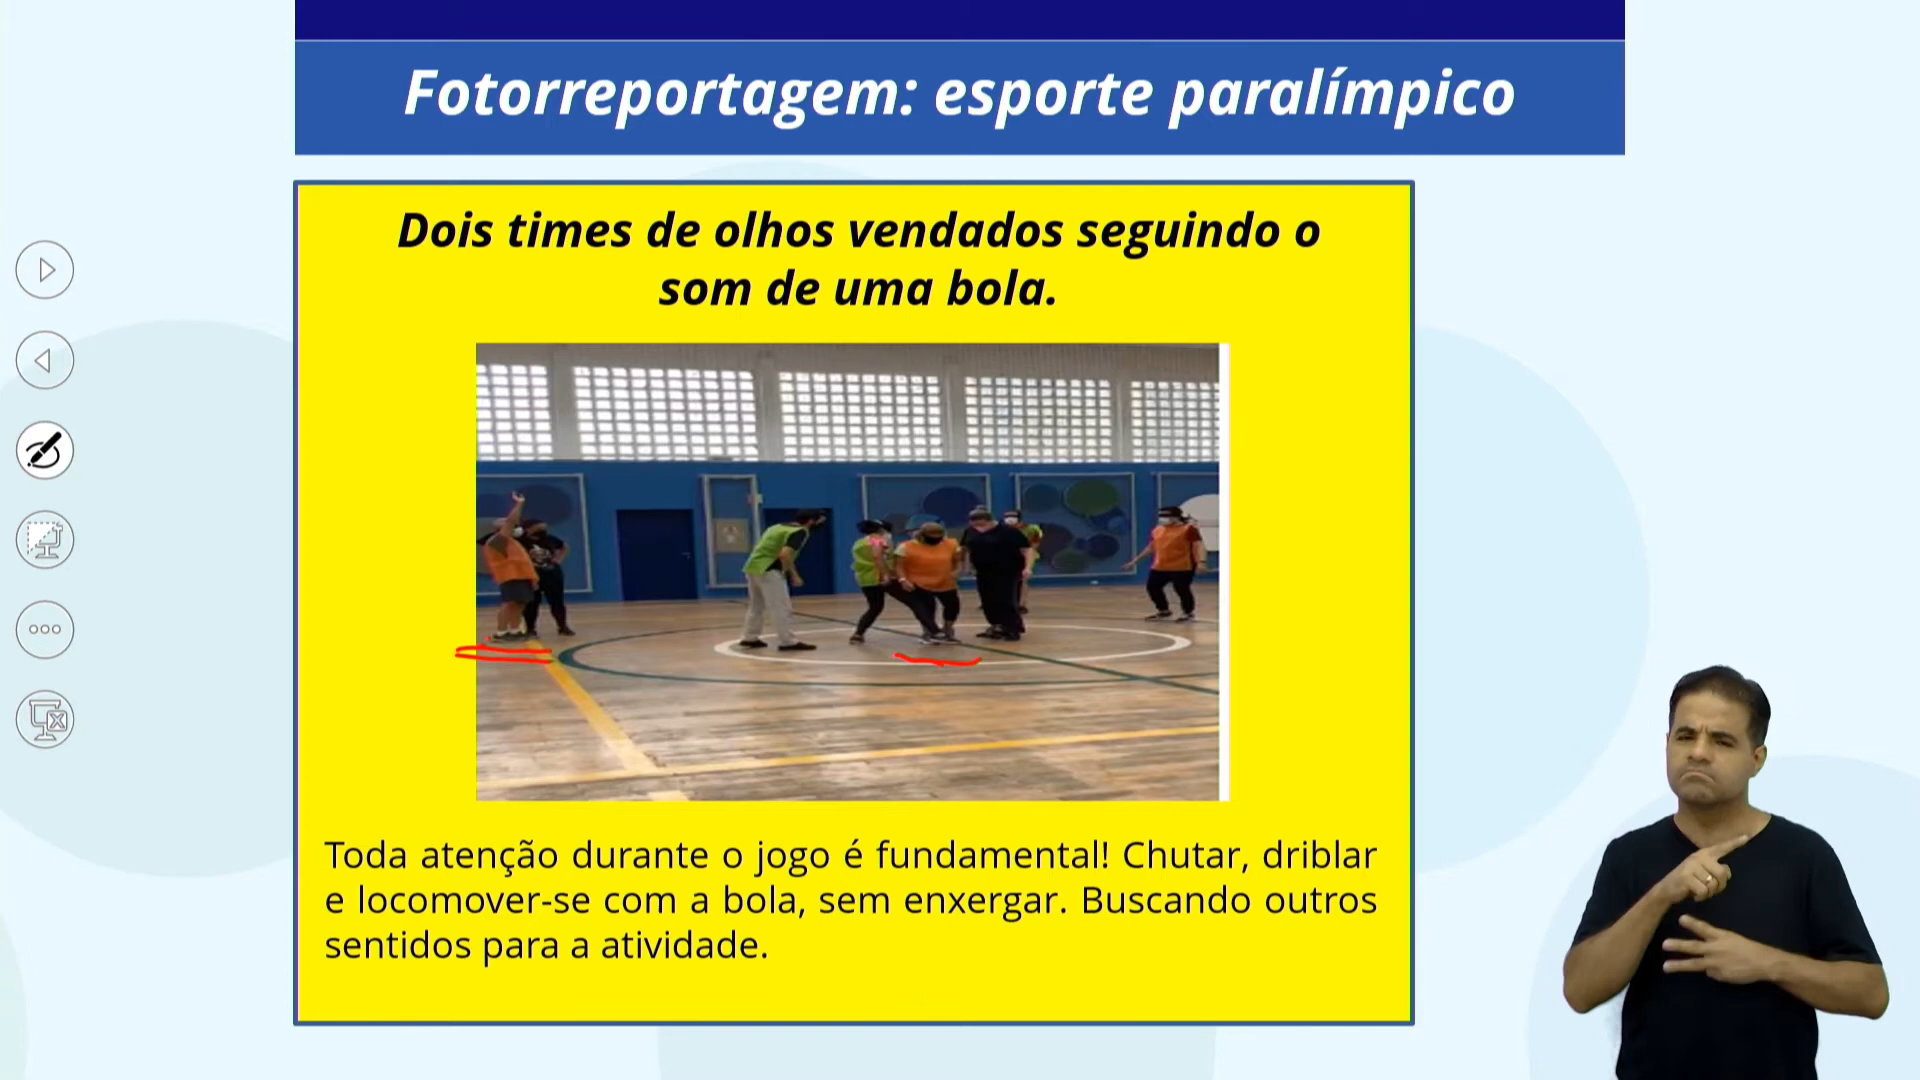 Fotorreportagem: esporte paralímpico
Dois times de olhos vendados seguindo o
som de uma bola.
Toda atenção durante o jogo é fundamental! Chutar, driblar
e locomover-se com a bola, sem enxergar. Buscando outros
sentidos para a atividade.